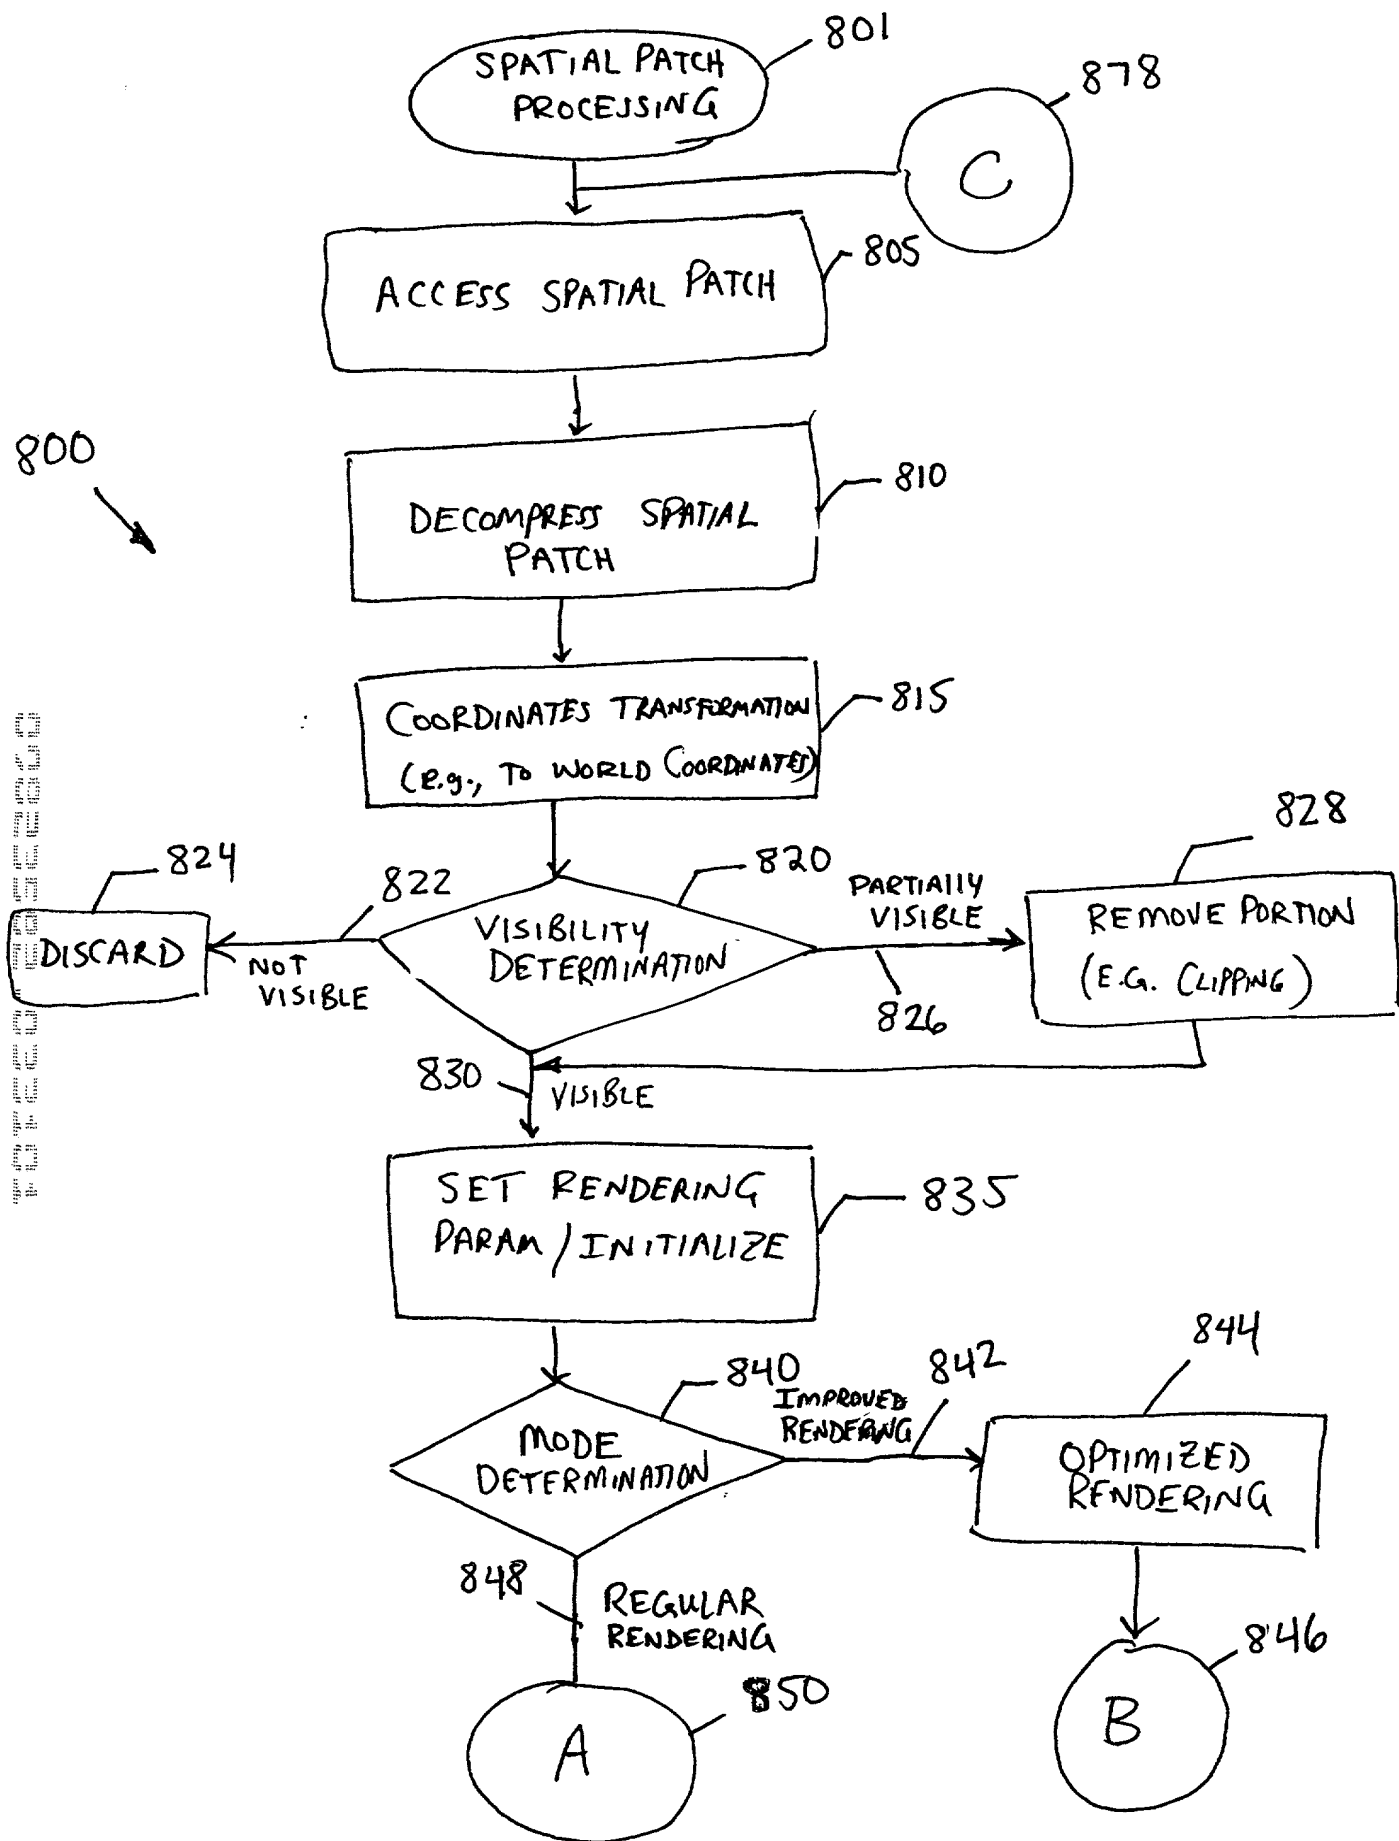 SPATIAL PATCH
PROCESSING
801
878
C
ACCESS SPATIAL PATCH
805
800
DECOMPRESS SPATIAL
PATCH
810
COORDINATES TRANSFORMATION
(e.g., TO WORLD COORDINATES)
815
824
822
820
828
DISCARD
NOT
VISIBLE
VISIBILITY
DETERMINATION
PARTIALLY
VISIBLE
826
REMOVE PORTION
(E.G. CLIPPING)
830
VISIBLE
SET RENDERING
PARAM/INITIALIZE
835
840
842
844
MODE
DETERMINATION
IMPROVED
RENDERING
OPTIMIZED
RENDERING
848
REGULAR
RENDERING
850
A
846
B